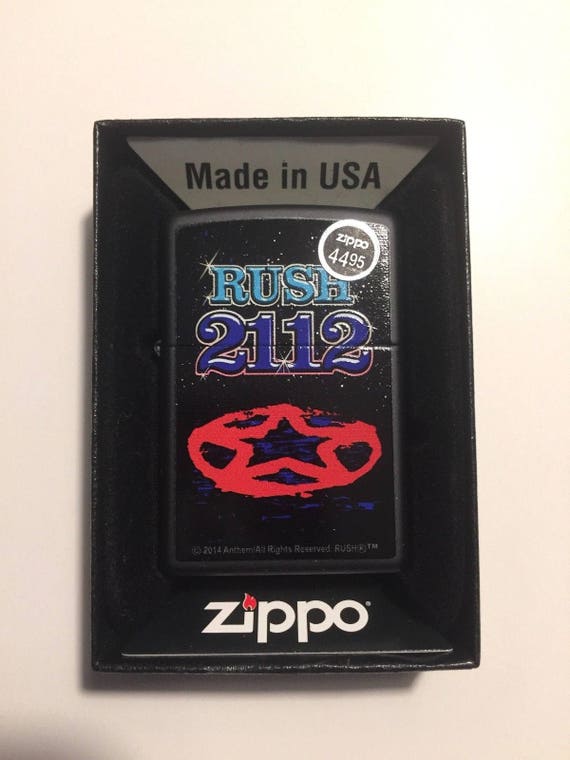 Made in USA
zippo
4495
RUSH
2112
© 2014 Anthem/All Rights Reserved. RUSH®™
zippo®